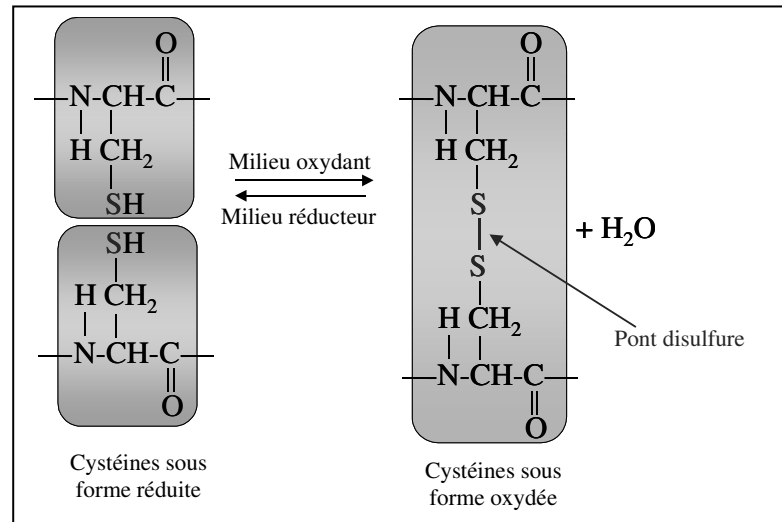 O
N-CH-C
H CH₂
SH
SH
H CH₂
N-CH-C
O
Cystéines sous
forme réduite
Milieu oxydant
Milieu réducteur
O
N-CH-C
H CH₂
S
S
H CH₂
N-CH-C
O
Cystéines sous
forme oxydée
+ H₂O
Pont disulfure